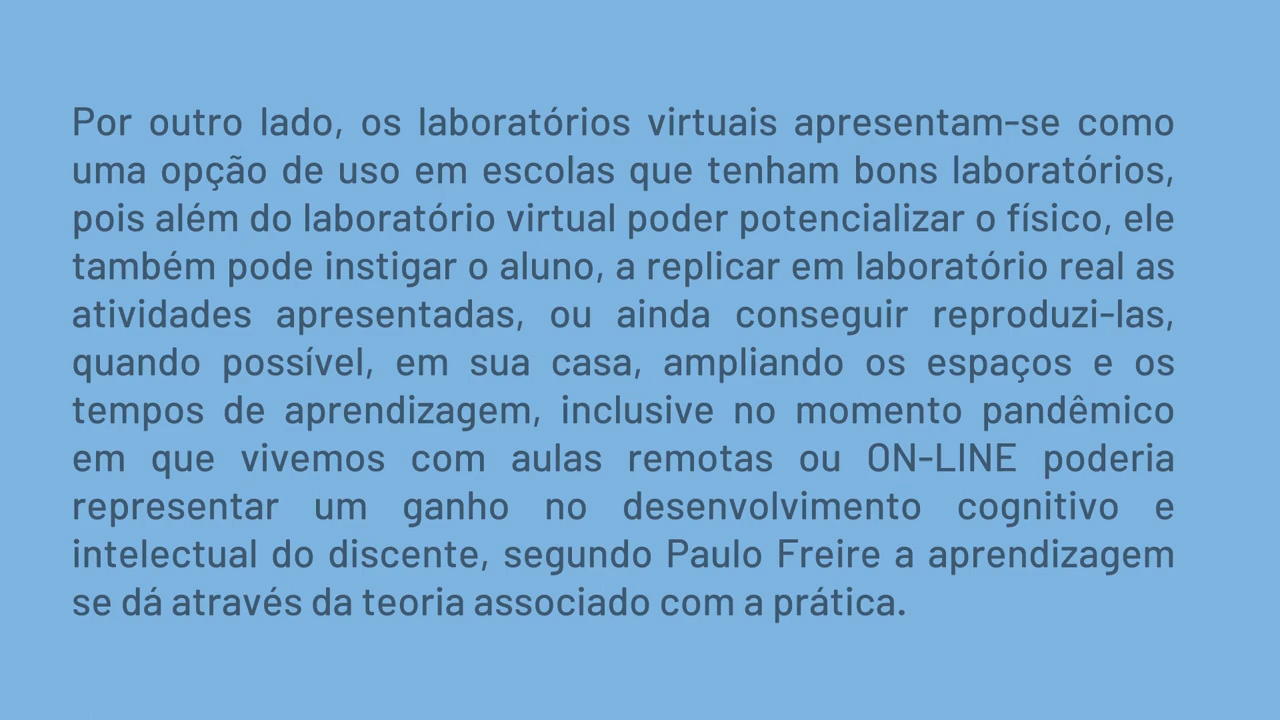 Por outro lado, os laboratórios virtuais apresentam-se como
uma opção de uso em escolas que tenham bons laboratórios,
pois além do laboratório virtual poder potencializar o físico, ele
também pode instigar o aluno, a replicar em laboratório real as
atividades apresentadas, ou ainda conseguir reproduzi-las,
quando possível, em sua casa, ampliando os espaços e os
tempos de aprendizagem, inclusive no momento pandêmico
em que vivemos com aulas remotas ou ON-LINE poderia
representar um ganho no desenvolvimento cognitivo e
intelectual do discente, segundo Paulo Freire a aprendizagem
se dá através da teoria associado com a prática.